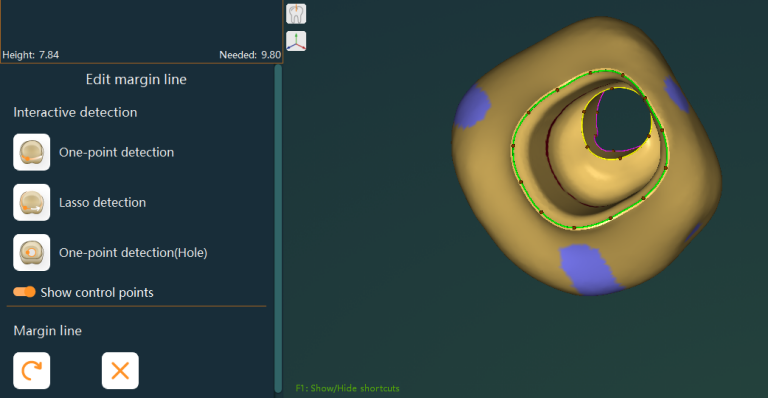 Height: 7.84 Needed: 9.80
Edit margin line
Interactive detection
One-point detection
Lasso detection
One-point detection(Hole)
Show control points
Margin line
F1: Show/Hide shortcuts